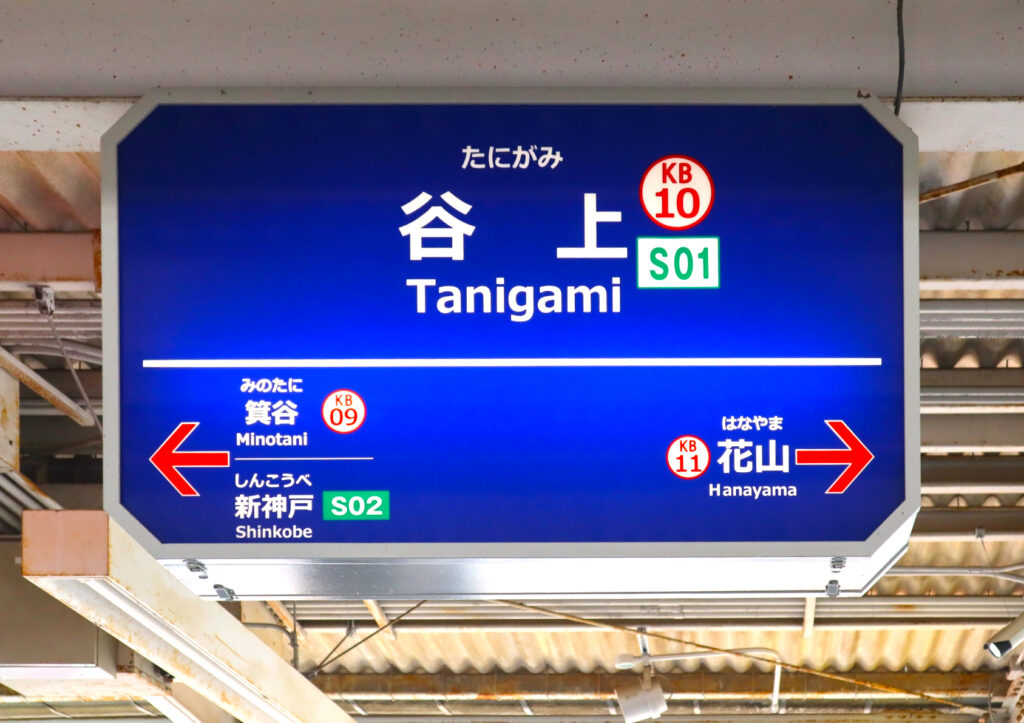 たにがみ
谷上
KB
10
S01
Tanigami
みのたに
箕谷
KB
09
Minotani
しんこうべ
新神戸 S02
Shinkobe
はなやま
KB
11
花山
Hanayama